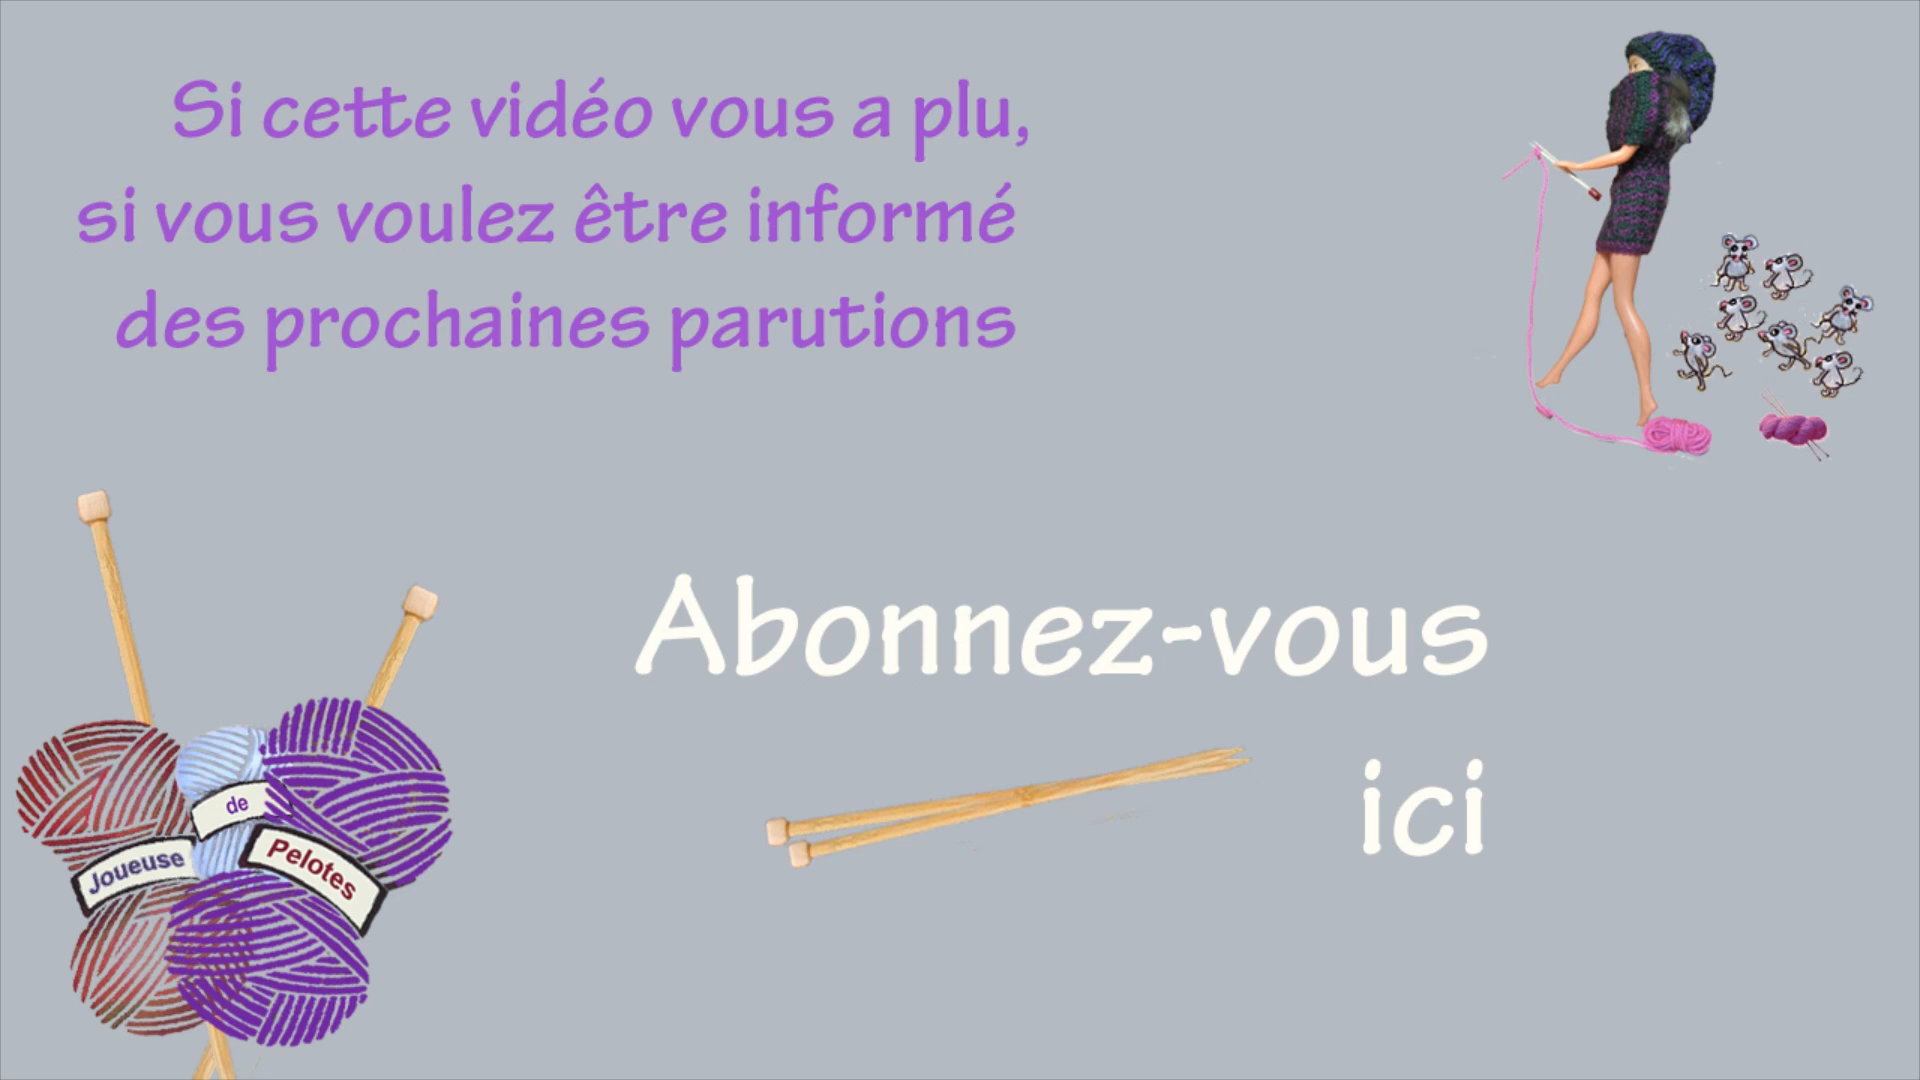 Si cette vidéo vous a plu,
si vous voulez être informé
des prochaines parutions
Abonnez-vous
ici
Joueuse
de
Pelotes